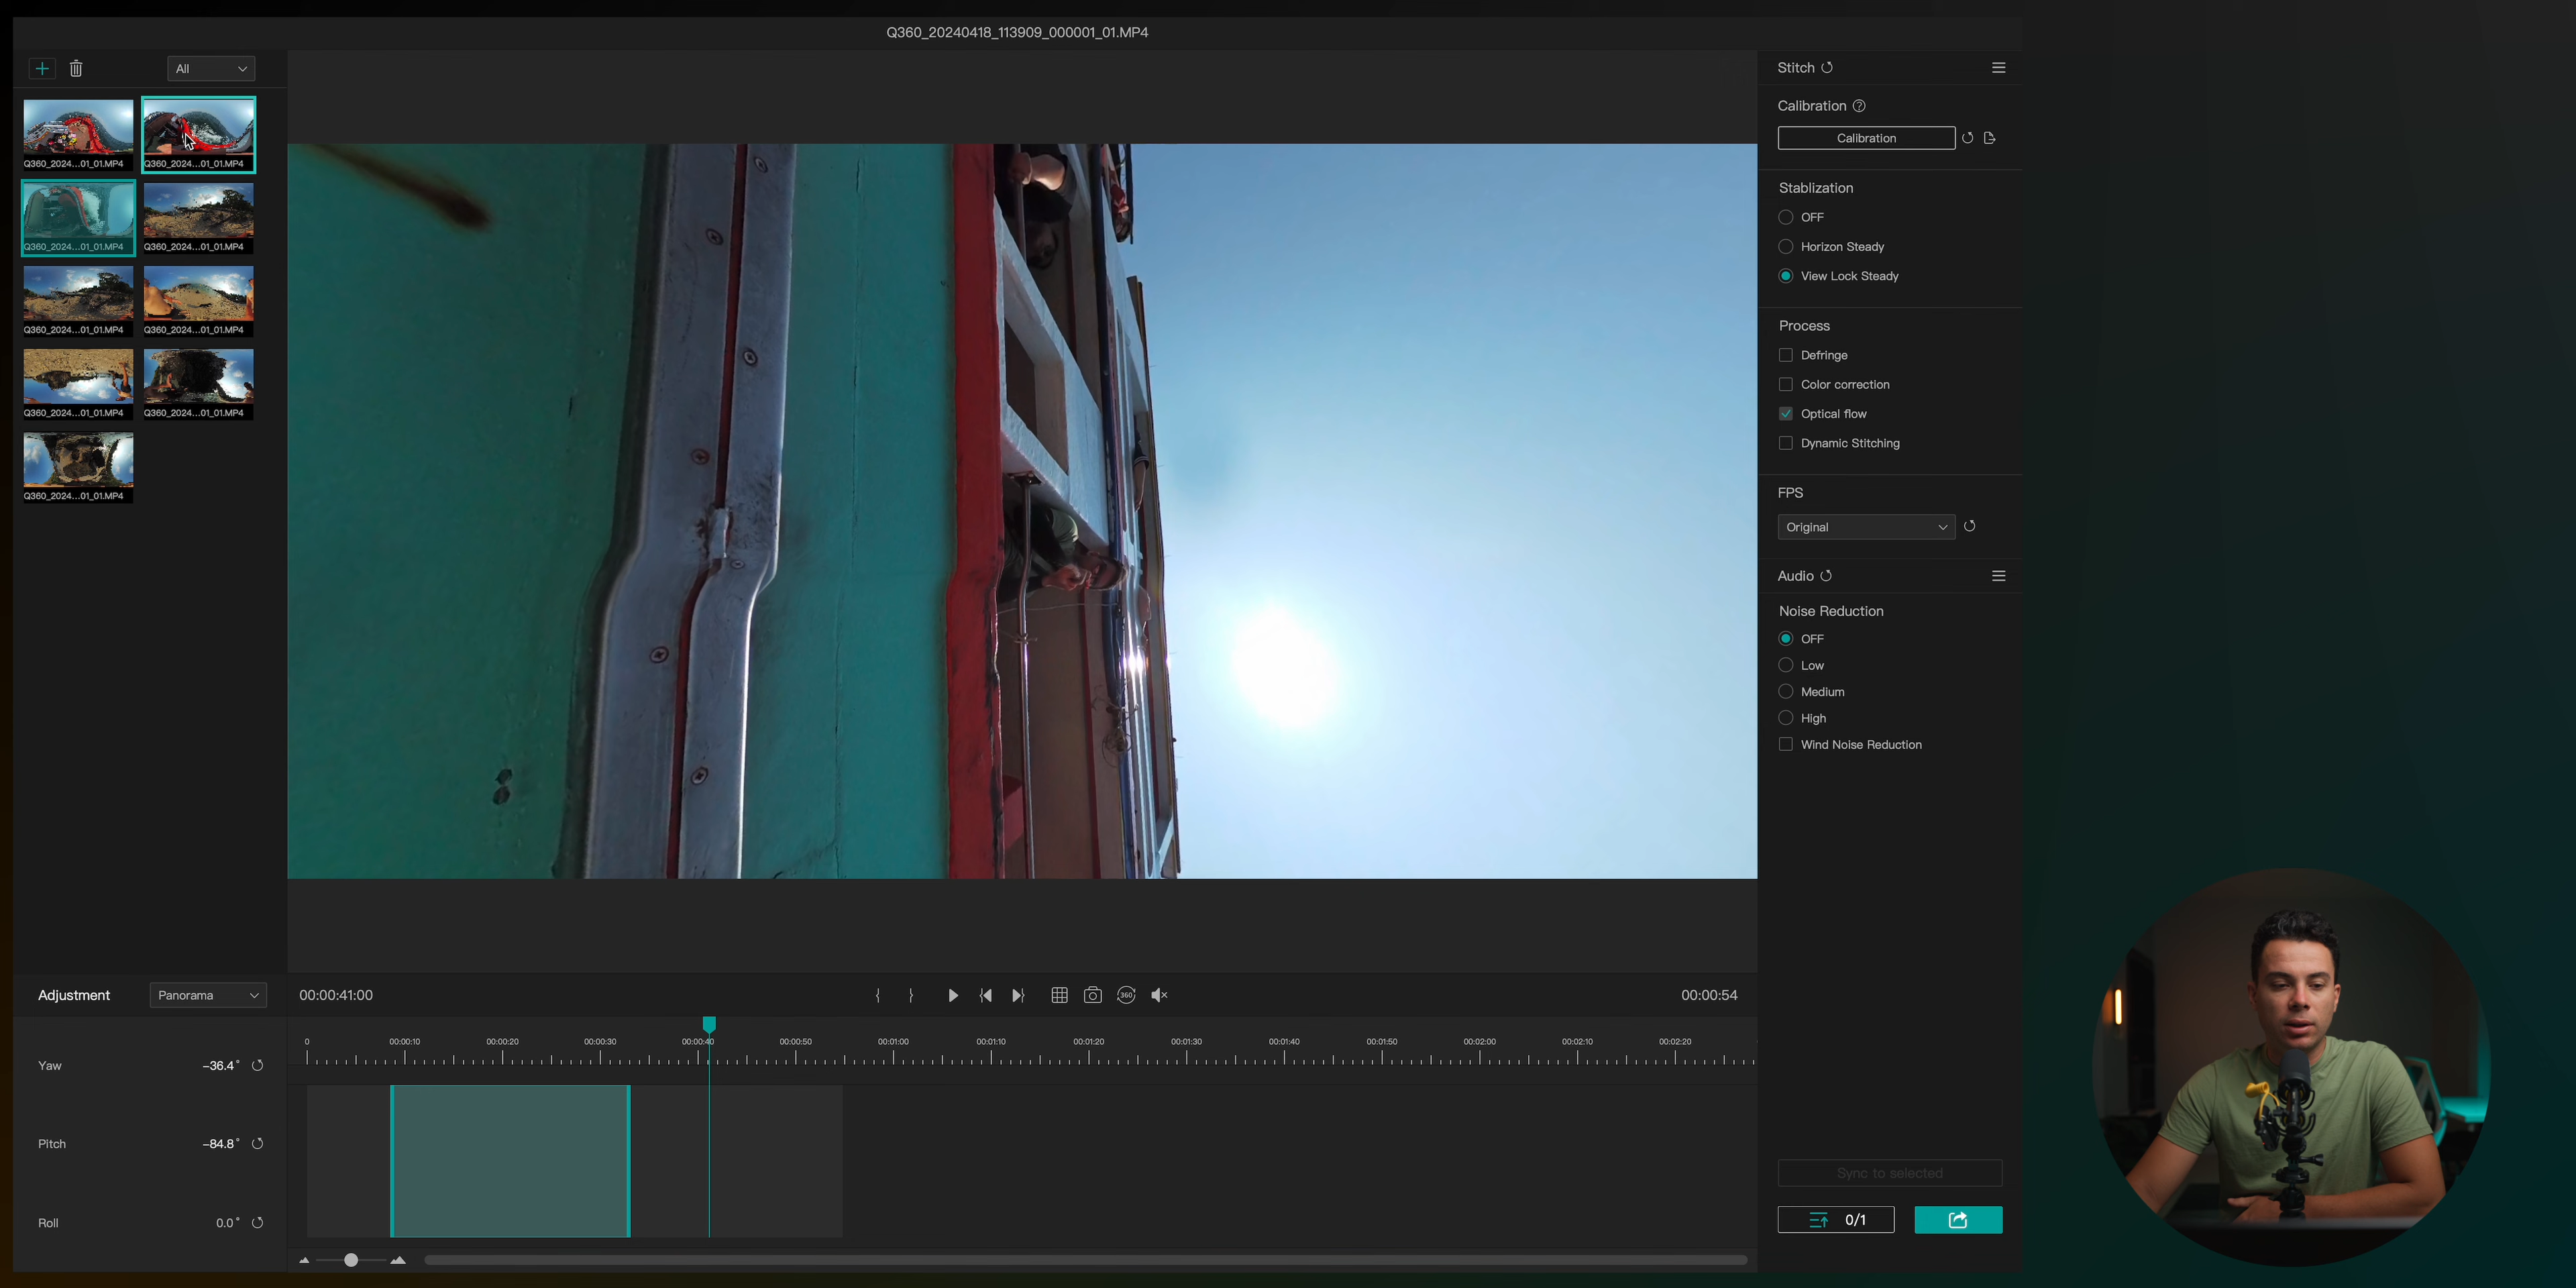 Q360_20240418_113909_000001_01.MP4
All
Q360_2024...01_01.MP4
Q360_2024...01_01.MP4
Q360_2024...01_01.MP4
Q360_2024...01_01.MP4
Q360_2024...01_01.MP4
Q360_2024...01_01.MP4
Q360_2024...01_01.MP4
Q360_2024...01_01.MP4
Q360_2024...01_01.MP4
Stitch
Calibration
Calibration
Stablization
OFF
Horizon Steady
View Lock Steady
Process
Defringe
Color correction
Optical flow
Dynamic Stitching
FPS
Original
Audio
Noise Reduction
OFF
Low
Medium
High
Wind Noise Reduction
Sync to selected
0/1
Adjustment
Panorama
Yaw
-36.4°
Pitch
-84.8°
Roll
0.0°
00:00:41:00
360
00:00:54
0 00:00:10 00:00:20 00:00:30 00:00:40 00:00:50 00:01:00 00:01:10 00:01:20 00:01:30 00:01:40 00:01:50 00:02:00 00:02:10 00:02:20